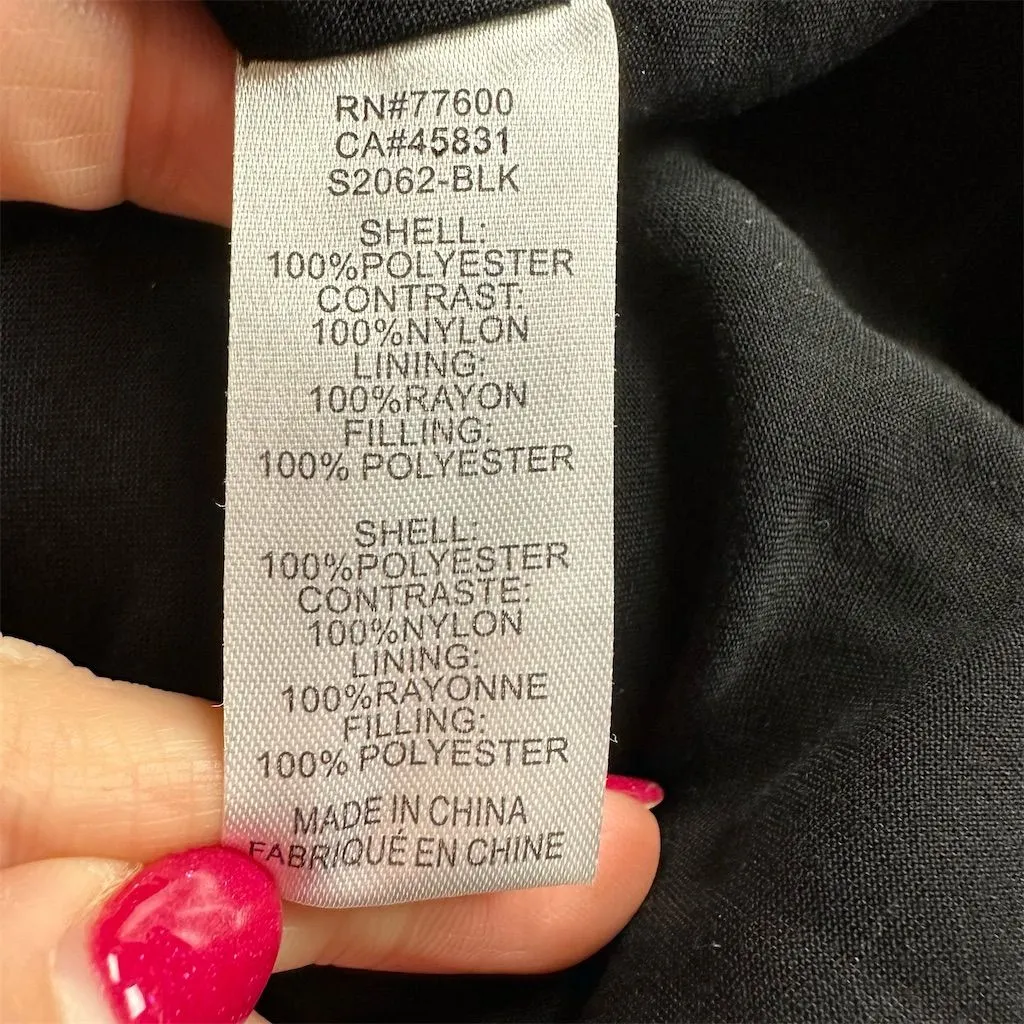 RN#77600
CA#45831
S2062-BLK
SHELL:
100%POLYESTER
CONTRAST:
100%NYLON
LINING:
100%RAYON
FILLING:
100% POLYESTER
SHELL:
100%POLYESTER
CONTRASTE:
100%NYLON
LINING:
100%RAYONNE
FILLING:
100% POLYESTER
MADE IN CHINA
FABRIQUÉ EN CHINE